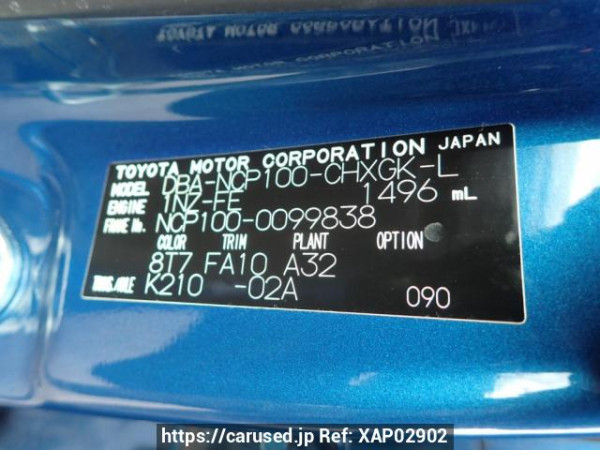 TOYOTA MOTOR CORPORATION JAPAN
MODEL DBA-NCP100-CHXGK-L
ENGINE 1NZ-FE 1496 mL
FRAME No. NCP100-0099838
COLOR TRIM PLANT OPTION
8T7 FA10 A32
TRANS./AXLE K210 -02A 090
https://carused.jp Ref: XAP02902